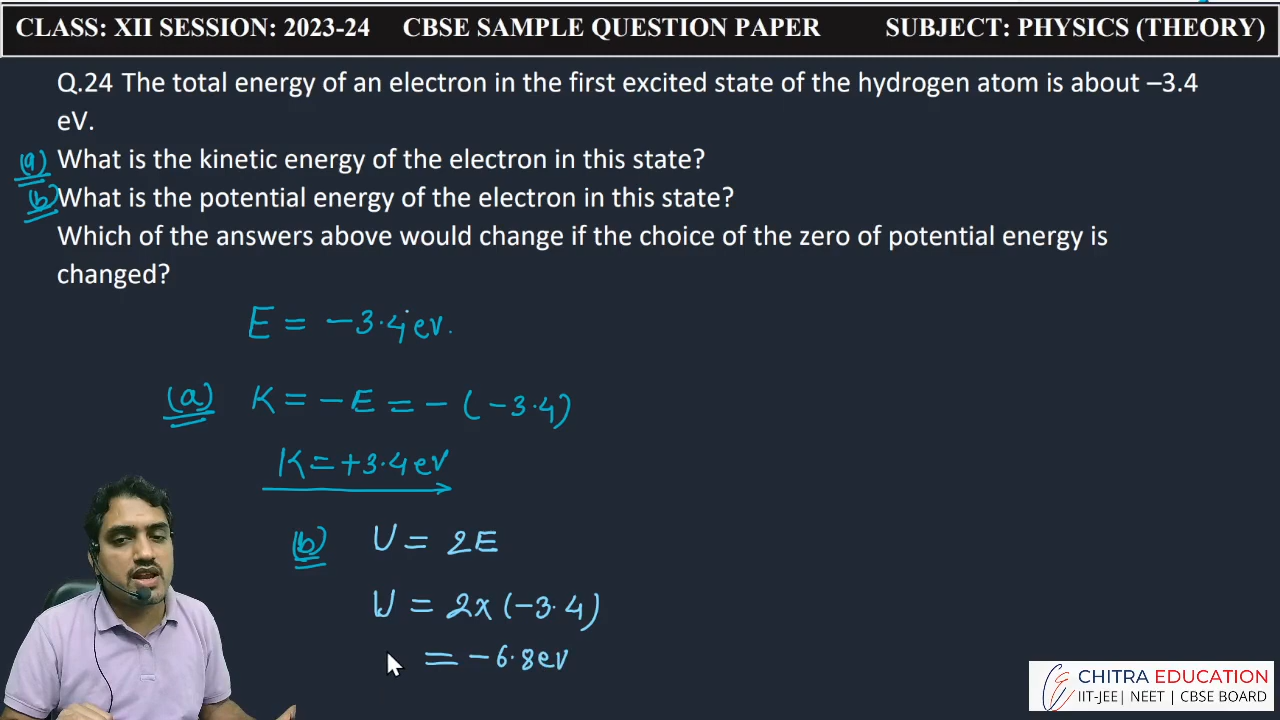 CLASS: XII SESSION: 2023-24 CBSE SAMPLE QUESTION PAPER SUBJECT: PHYSICS (THEORY)
Q.24 The total energy of an electron in the first excited state of the hydrogen atom is about –3.4
eV.
(a) What is the kinetic energy of the electron in this state?
(b) What is the potential energy of the electron in this state?
Which of the answers above would change if the choice of the zero of potential energy is
changed?
E = -3.4 ev.
(a) K = -E = -(-3.4)
K = +3.4 ev
(b) U = 2E
U = 2x(-3.4)
= -6.8ev
CHITRA EDUCATION
IIT-JEE| NEET | CBSE BOARD